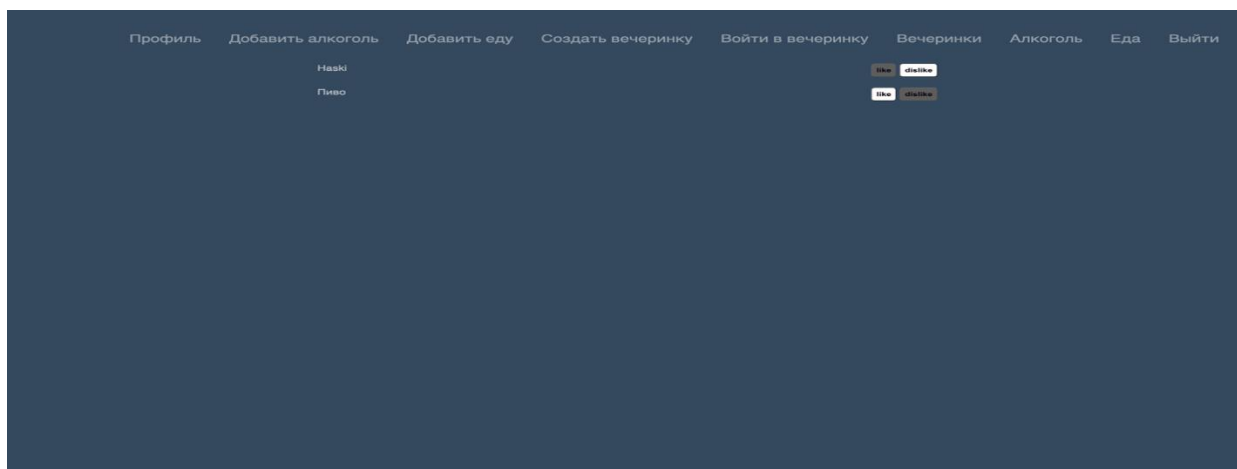 Профиль Добавить алкоголь Добавить еду Создать вечеринку Войти в вечеринку Вечеринки Алкоголь Еда Выйти
Haski like dislike
Пиво like dislike